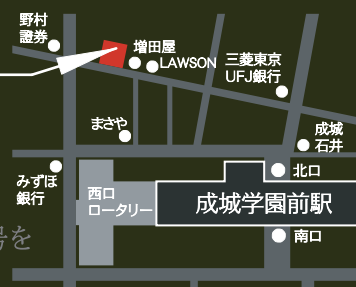 野村
證券
増田屋
LAWSON
三菱東京
UFJ銀行
まさや
成城
石井
みずほ
銀行
西口
ロータリー
北口
成城学園前駅
南口
号を